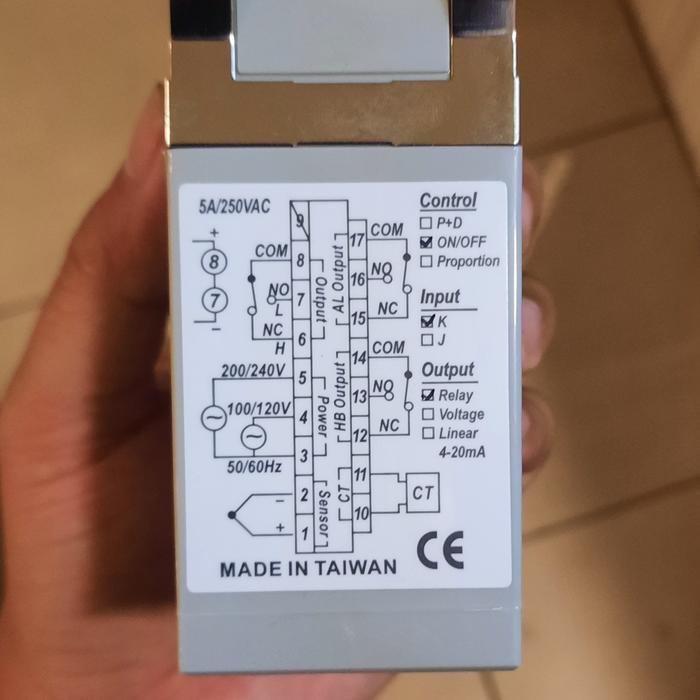 5A/250VAC
+
8
7
-
COM
NO
L
NC
H
200/240V
100/120V
50/60Hz
-
+
9
8
7
6
5
4
3
2
1
Output
Power
Sensor
AL Output
HB Output
CT
17
16
15
14
13
12
11
10
COM
NO
NC
COM
NO
NC
CT
Control
P+D
ON/OFF
Proportion
Input
K
J
Output
Relay
Voltage
Linear
4-20mA
MADE IN TAIWAN
CE